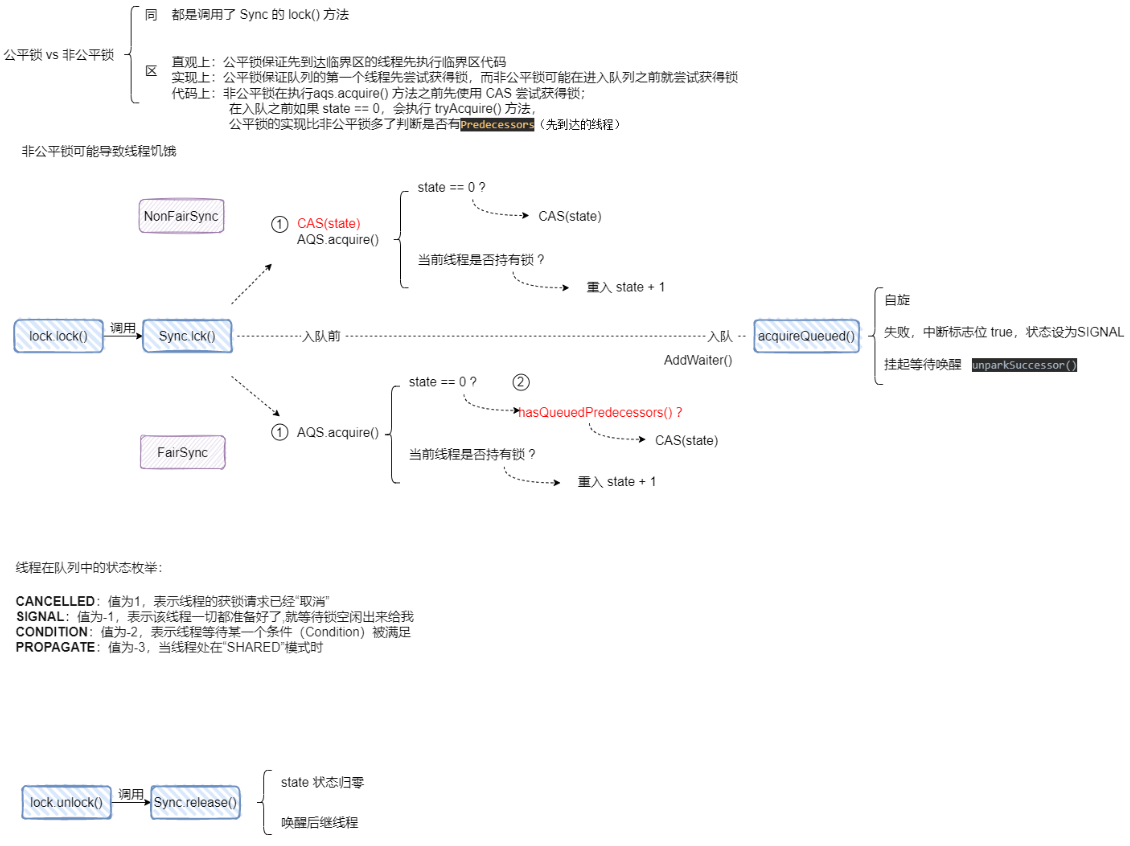 同 都是调用了 Sync 的 lock() 方法
公平锁 vs 非公平锁
区
直观上：公平锁保证先到达临界区的线程先执行临界区代码
实现上：公平锁保证队列的第一个线程先尝试获得锁，而非公平锁可能在进入队列之前就尝试获得锁
代码上：非公平锁在执行aqs.acquire() 方法之前先使用 CAS 尝试获得锁；
在入队之前如果 state == 0，会执行 tryAcquire() 方法，
公平锁的实现比非公平锁多了判断是否有Predecessors（先到达的线程）
非公平锁可能导致线程饥饿
state == 0 ?
NonFairSync
① CAS(state)
AQS.acquire()
CAS(state)
当前线程是否持有锁 ?
重入 state + 1
自旋
lock.lock() 调用 Sync.lck() 入队前 入队 acquireQueued()
失败，中断标志位 true，状态设为SIGNAL
AddWaiter()
挂起等待唤醒 unparkSuccessor()
state == 0 ? ②
hasQueuedPredecessors() ?
① AQS.acquire()
CAS(state)
FairSync
当前线程是否持有锁 ?
重入 state + 1
线程在队列中的状态枚举：
CANCELLED：值为1，表示线程的获锁请求已经“取消”
SIGNAL：值为-1，表示该线程一切都准备好了,就等待锁空闲出来给我
CONDITION：值为-2，表示线程等待某一个条件（Condition）被满足
PROPAGATE：值为-3，当线程处在“SHARED”模式时
state 状态归零
lock.unlock() 调用 Sync.release()
唤醒后继线程